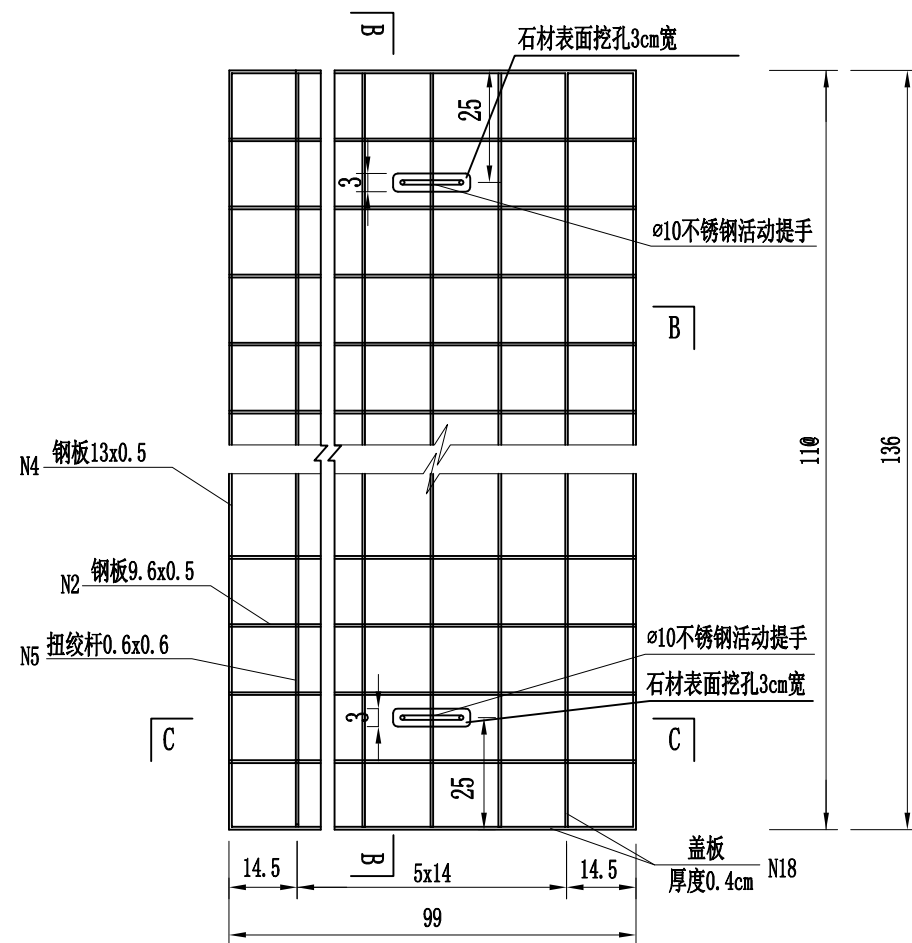 B
石材表面挖孔3cm宽
25
3
ø10不锈钢活动提手
B
N4 钢板13x0.5
110
136
N2 钢板9.6x0.5
N5 扭绞杆0.6x0.6
ø10不锈钢活动提手
石材表面挖孔3cm宽
3
C
C
25
B
盖板
厚度0.4cm N18
14.5
5x14
14.5
99